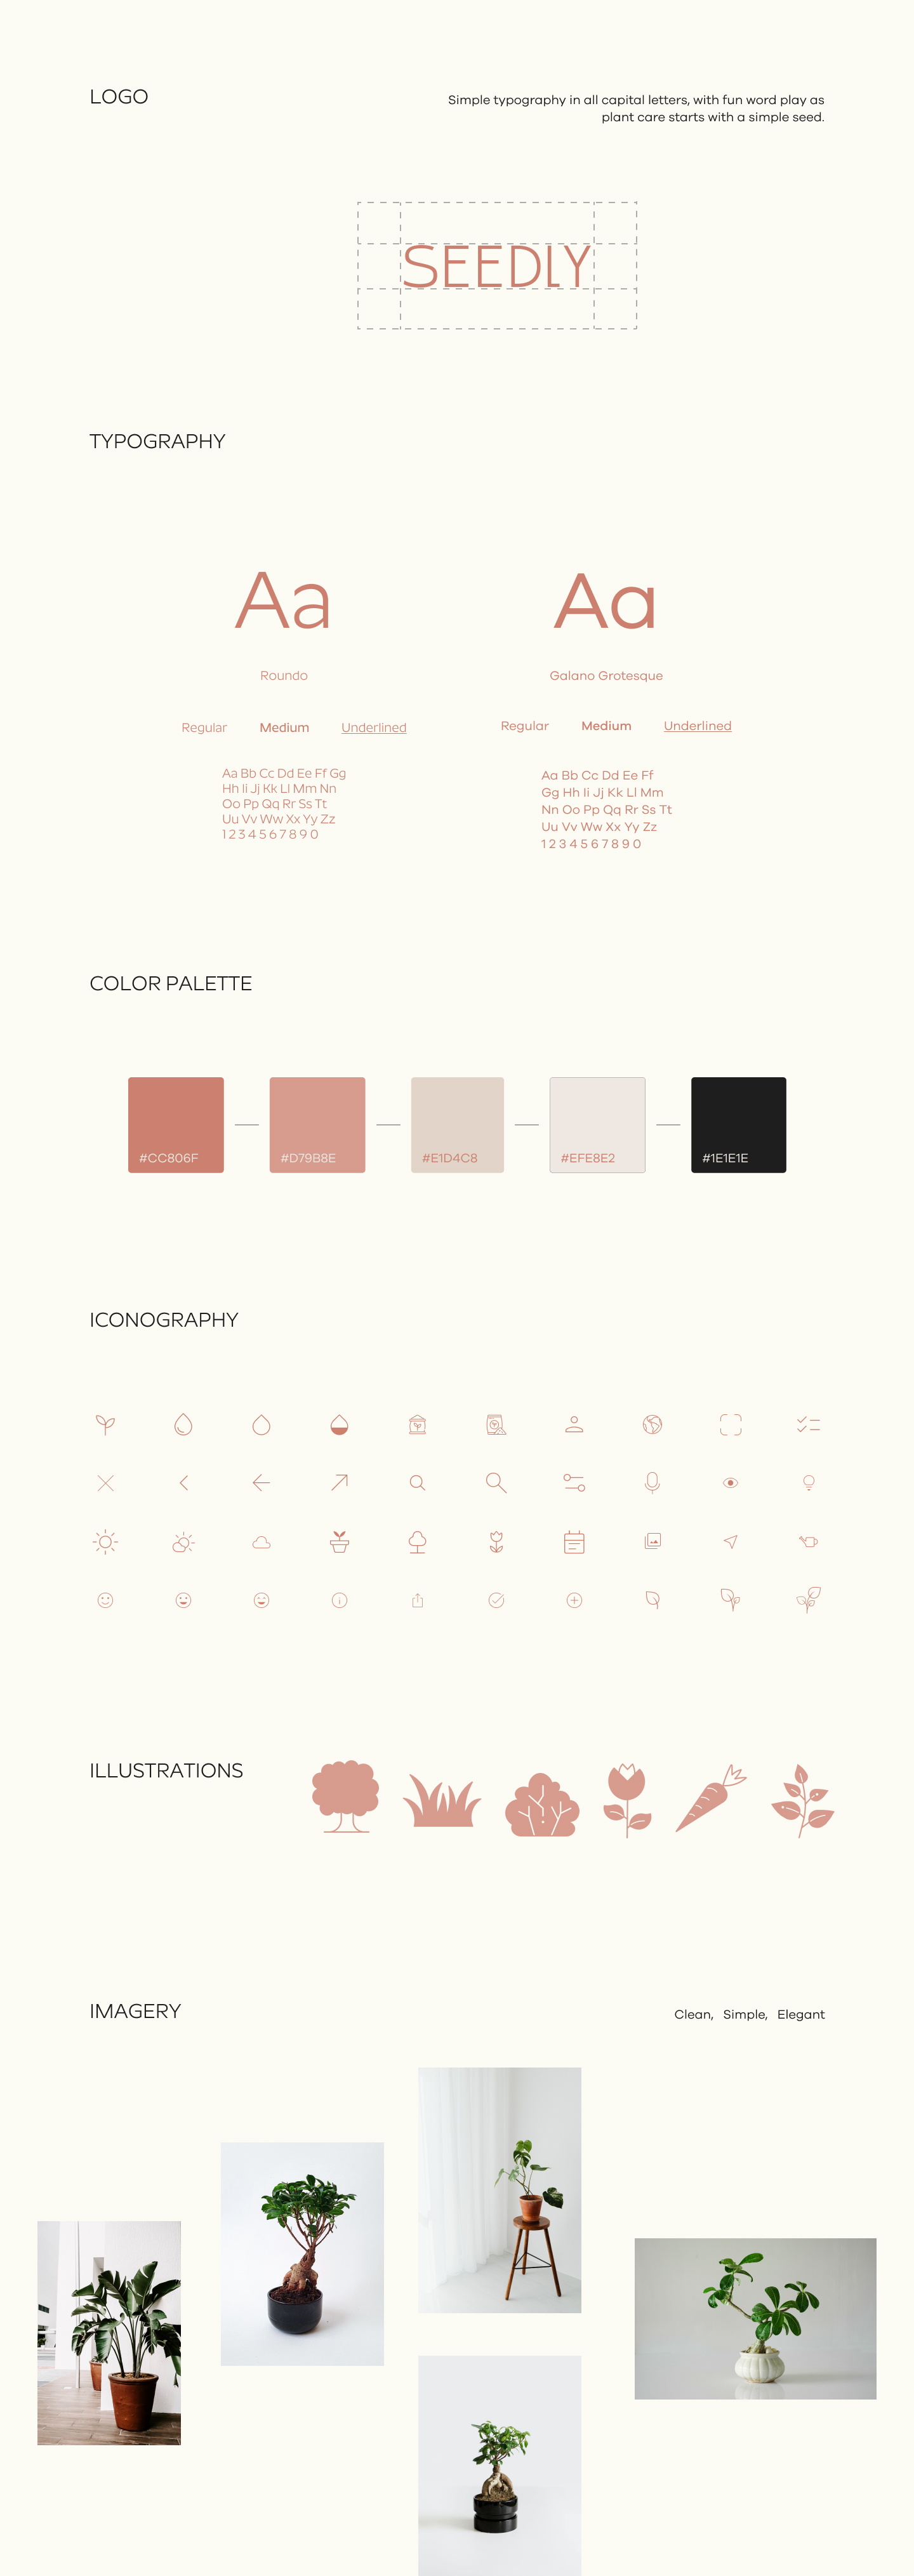 LOGO
Simple typography in all capital letters, with fun word play as
plant care starts with a simple seed.
SEEDLY
TYPOGRAPHY
Aa
Roundo
Regular Medium Underlined
Aa Bb Cc Dd Ee Ff Gg
Hh Ii Jj Kk Ll Mm Nn
Oo Pp Qq Rr Ss Tt
Uu Vv Ww Xx Yy Zz
1 2 3 4 5 6 7 8 9 0
Aa
Galano Grotesque
Regular Medium Underlined
Aa Bb Cc Dd Ee Ff
Gg Hh Ii Jj Kk Ll Mm
Nn Oo Pp Qq Rr Ss Tt
Uu Vv Ww Xx Yy Zz
1 2 3 4 5 6 7 8 9 0
COLOR PALETTE
#CC806F
#D79B8E
#E1D4C8
#EFE8E2
#1E1E1E
ICONOGRAPHY
ILLUSTRATIONS
IMAGERY
Clean, Simple, Elegant